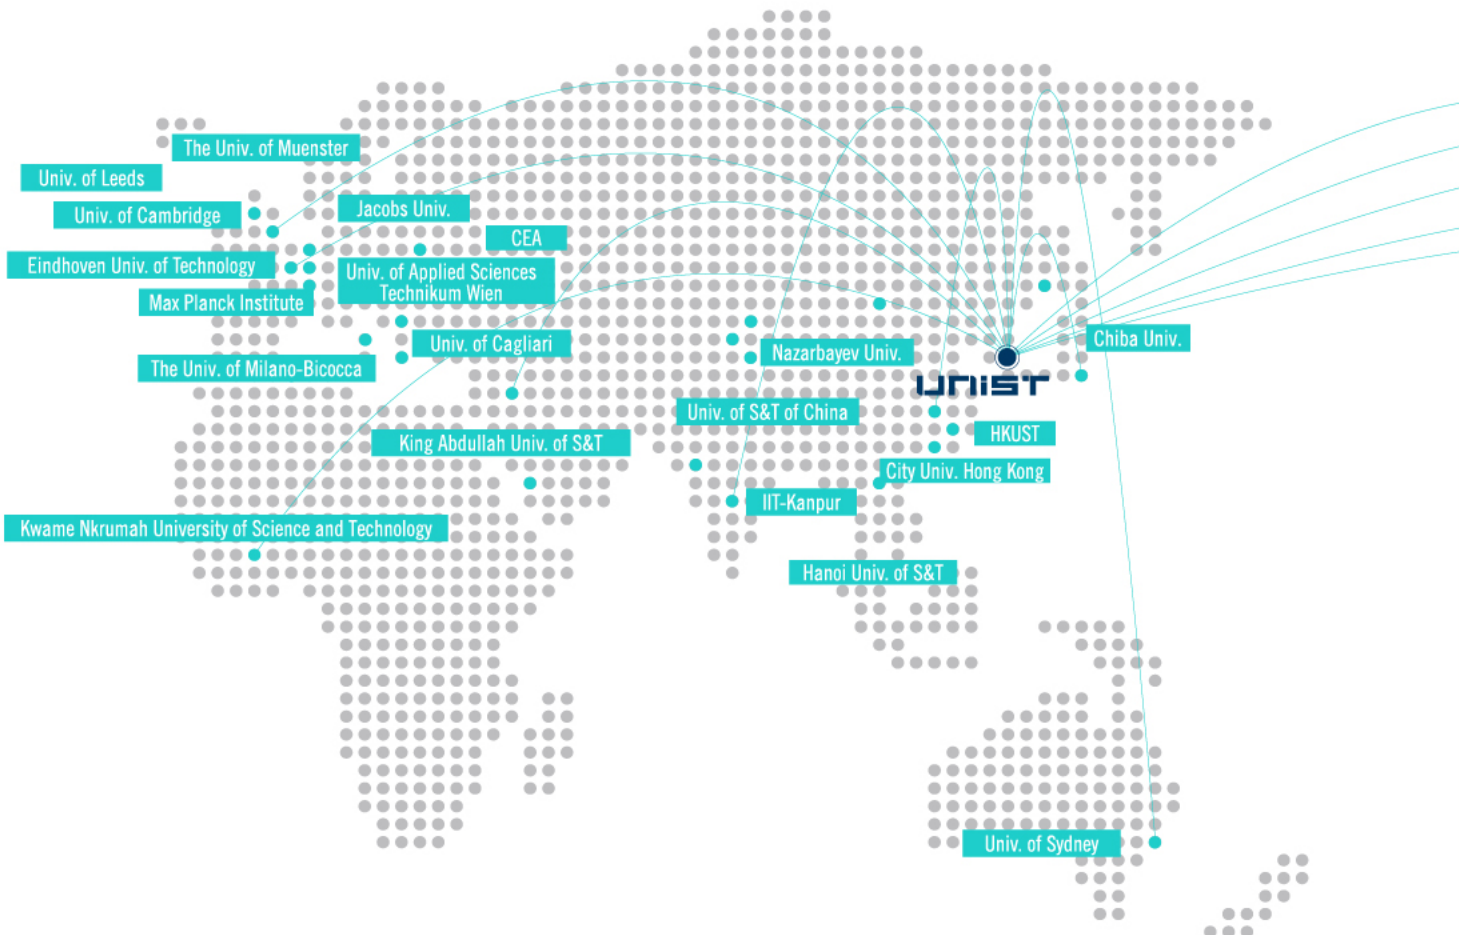 The Univ. of Muenster
Univ. of Leeds
Univ. of Cambridge
Jacobs Univ.
CEA
Eindhoven Univ. of Technology
Univ. of Applied Sciences
Technikum Wien
Max Planck Institute
Univ. of Cagliari
Chiba Univ.
Nazarbayev Univ.
The Univ. of Milano-Bicocca
UNIST
Univ. of S&T of China
King Abdullah Univ. of S&T
HKUST
City Univ. Hong Kong
IIT-Kanpur
Kwame Nkrumah University of Science and Technology
Hanoi Univ. of S&T
Univ. of Sydney